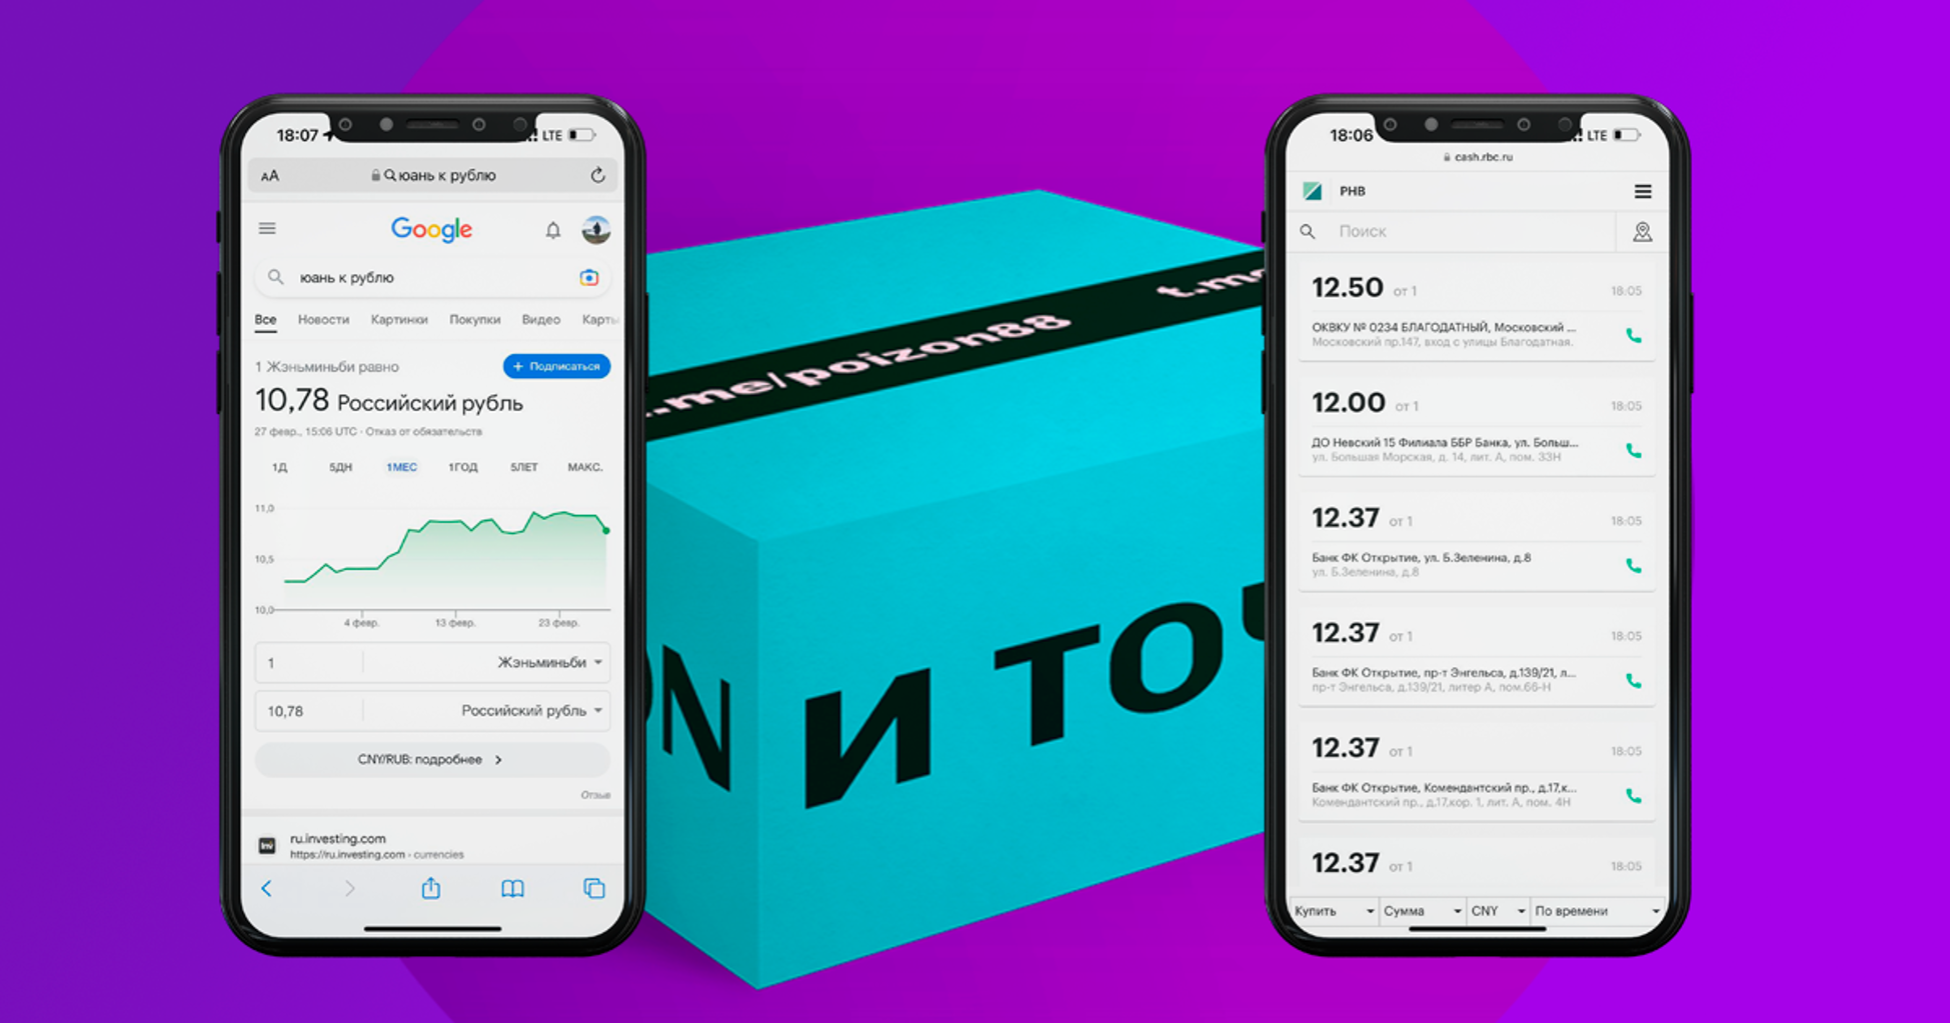 18:07
LTE
AA
юань к рублю
Google
юань к рублю
Все Новости Картинки Покупки Видео Карты
1 Жэньминьби равно
+ Подписаться
10,78 Российский рубль
27 февр., 15:06 UTC · Отказ от обязательств
1Д 5ДН 1МЕС 1ГОД 5ЛЕТ МАКС.
11,0
10,5
10,0
4 февр. 13 февр. 23 февр.
1 Жэньминьби
10,78 Российский рубль
CNY/RUB: подробнее
Отзыв
Inv
ru.investing.com
https://ru.investing.com › currencies
t.me/poizon88
t.me
ON И ТОЧ
18:06
LTE
cash.rbc.ru
РНВ
Поиск
12.50 от 1 18:05
ОКВКУ № 0234 БЛАГОДАТНЫЙ, Московский ...
Московский пр.147, вход с улицы Благодатная.
12.00 от 1 18:05
ДО Невский 15 Филиала ББР Банка, ул. Больш...
ул. Большая Морская, д. 14, лит. А, пом. 33Н
12.37 от 1 18:05
Банк ФК Открытие, ул. Б.Зеленина, д.8
ул. Б.Зеленина, д.8
12.37 от 1 18:05
Банк ФК Открытие, пр-т Энгельса, д.139/21, л...
пр-т Энгельса, д.139/21, литер А, пом.66-Н
12.37 от 1 18:05
Банк ФК Открытие, Комендантский пр., д.17,к...
Комендантский пр., д.17,кор. 1, лит. А, пом. 4Н
12.37 от 1 18:05
Купить Сумма CNY По времени